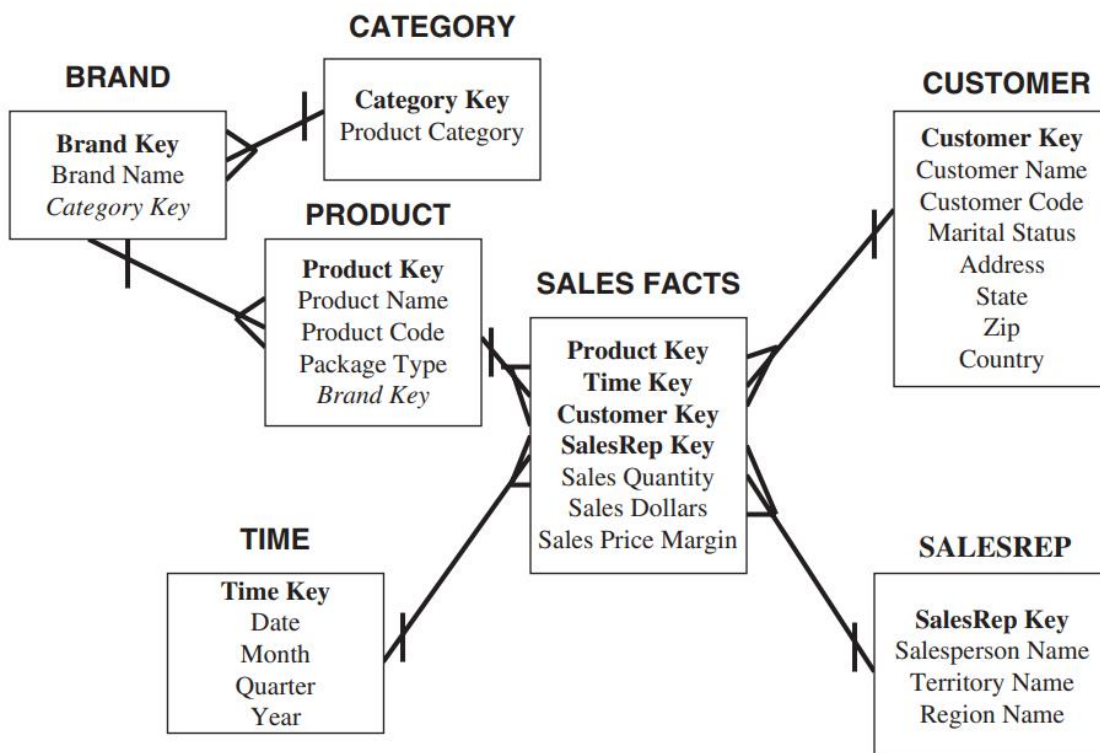 CATEGORY
Category Key
Product Category
BRAND
Brand Key
Brand Name
Category Key
PRODUCT
Product Key
Product Name
Product Code
Package Type
Brand Key
SALES FACTS
Product Key
Time Key
Customer Key
SalesRep Key
Sales Quantity
Sales Dollars
Sales Price Margin
CUSTOMER
Customer Key
Customer Name
Customer Code
Marital Status
Address
State
Zip
Country
TIME
Time Key
Date
Month
Quarter
Year
SALESREP
SalesRep Key
Salesperson Name
Territory Name
Region Name